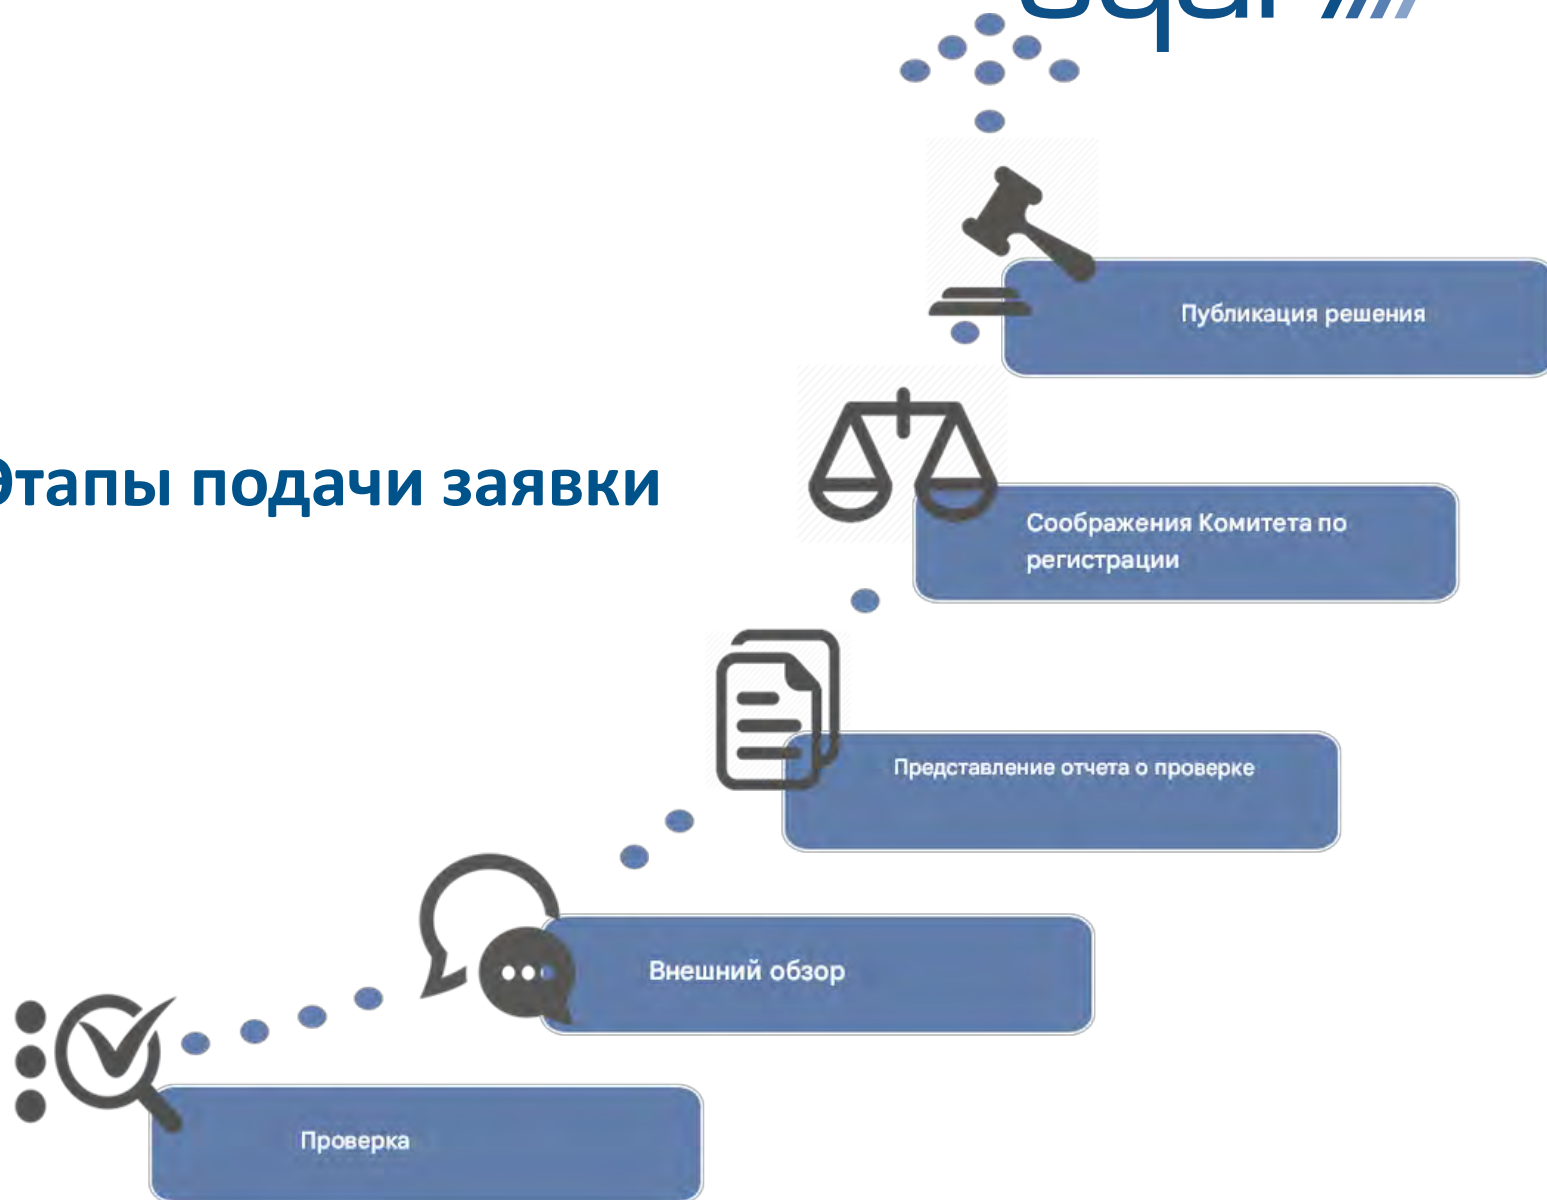 Этапы подачи заявки
Публикация решения
Соображения Комитета по
регистрации
Представление отчета о проверке
Внешний обзор
Проверка